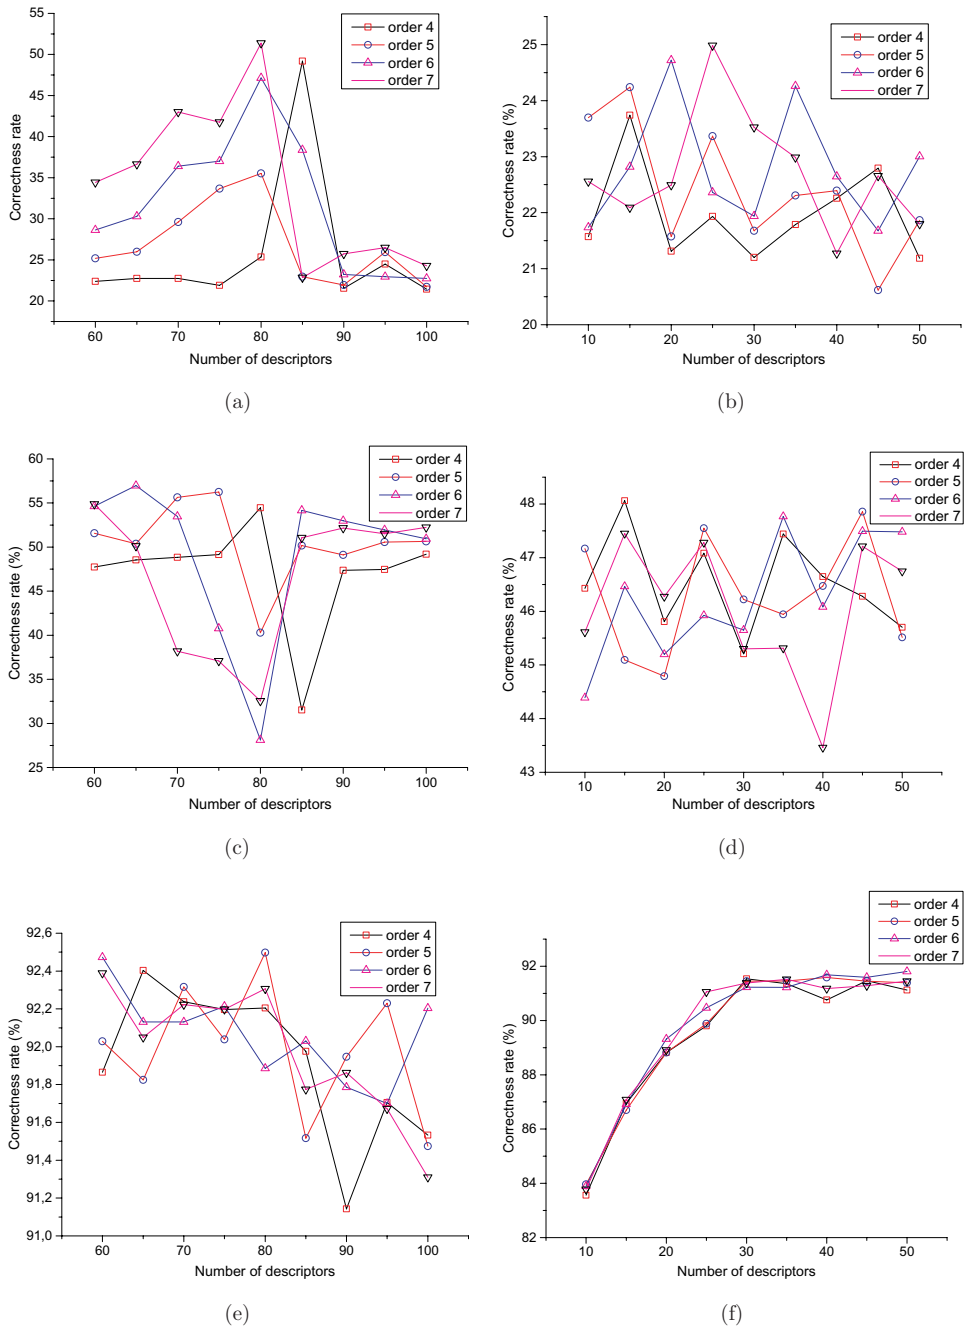 55
50
45
40
35
30
25
20
Correctness rate
order 4
order 5
order 6
order 7
60 70 80 90 100
Number of descriptors
(a)
25
24
23
22
21
20
Correctness rate (%)
order 4
order 5
order 6
order 7
10 20 30 40 50
Number of descriptors
(b)
60
55
50
45
40
35
30
25
Correctness rate (%)
order 4
order 5
order 6
order 7
60 70 80 90 100
Number of descriptors
(c)
48
47
46
45
44
43
Correctness rate (%)
order 4
order 5
order 6
order 7
10 20 30 40 50
Number of descriptors
(d)
92,6
92,4
92,2
92,0
91,8
91,6
91,4
91,2
91,0
Correctness rate (%)
order 4
order 5
order 6
order 7
60 70 80 90 100
Number of descriptors
(e)
92
90
88
86
84
82
Correctness rate (%)
order 4
order 5
order 6
order 7
10 20 30 40 50
Number of descriptors
(f)